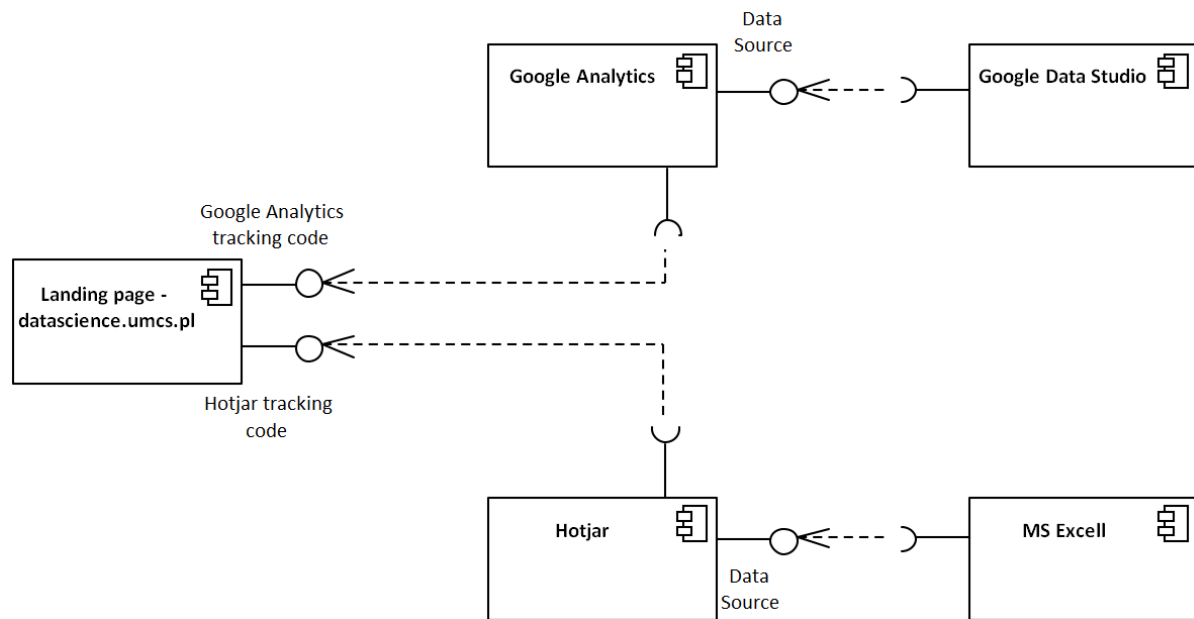 Data
Source
Google Analytics
Google Data Studio
Google Analytics
tracking code
Landing page -
datascience.umcs.pl
Hotjar tracking
code
Hotjar
MS Excell
Data
Source